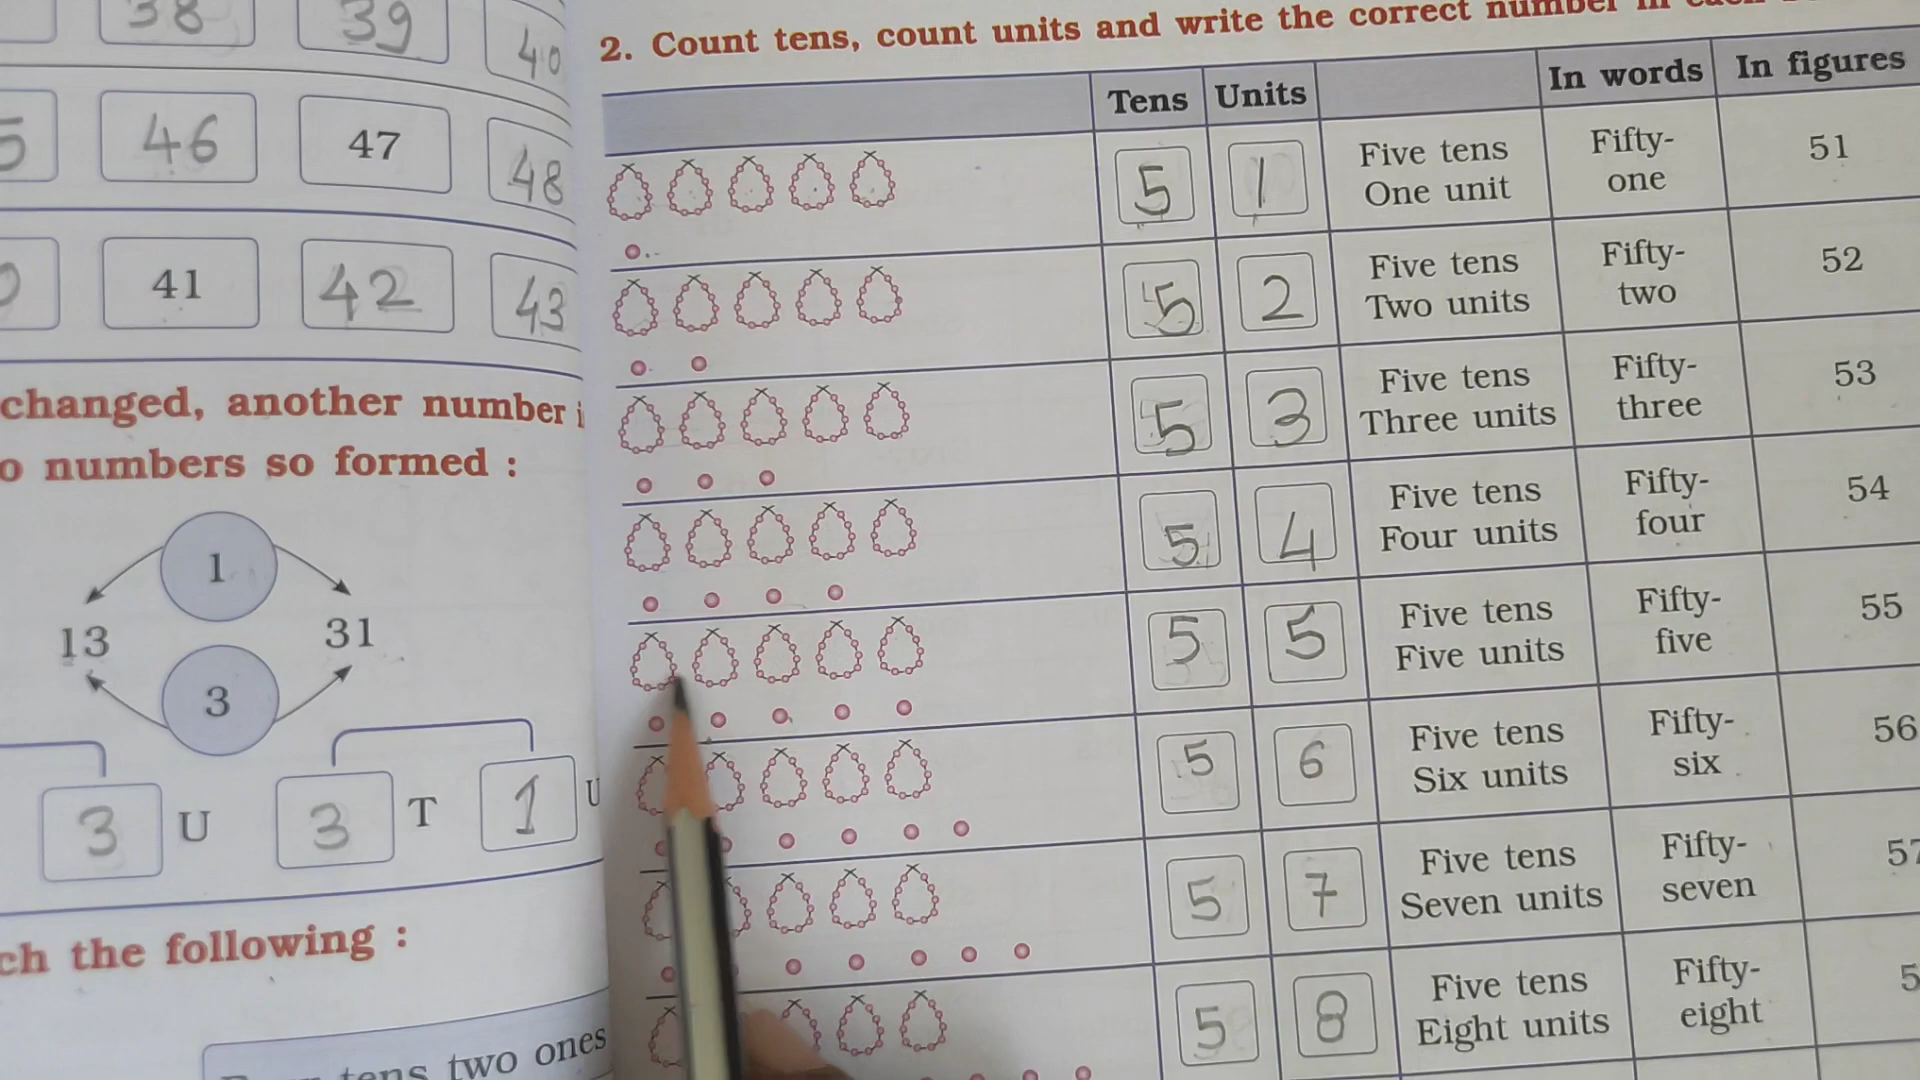 38 39 40
5 46 47 48
41 42 43
changed, another number
o numbers so formed :
1
13 31
3
3 U 3 T 1 U
ch the following :
tens two ones
2. Count tens, count units and write the correct number in
Tens Units In words In figures
5 1 Five tens One unit Fifty-one 51
5 2 Five tens Two units Fifty-two 52
5 3 Five tens Three units Fifty-three 53
5 4 Five tens Four units Fifty-four 54
5 5 Five tens Five units Fifty-five 55
5 6 Five tens Six units Fifty-six 56
5 7 Five tens Seven units Fifty-seven 57
5 8 Five tens Eight units Fifty-eight 5